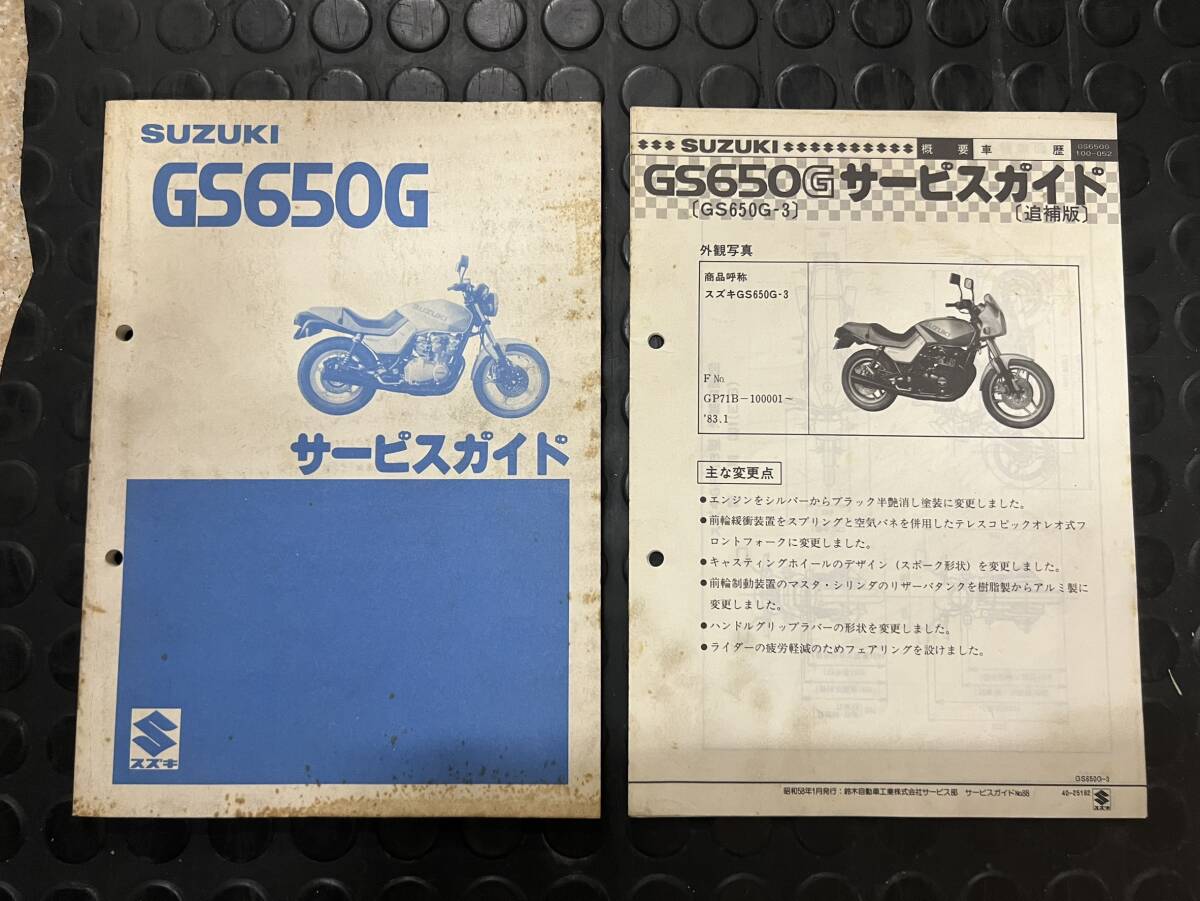 SUZUKI
GS650G
SUZUKI
サービスガイド
スズキ
SUZUKI
概要車歴
GS650G
100-052
GS650Gサービスガイド
〔GS650G-3〕
〔追補版〕
外観写真
商品呼称
スズキGS650G-3
F No.
GP71B-100001~
'83.1
SUZUKI
主な変更点
●エンジンをシルバーからブラック半艶消し塗装に変更しました。
●前輪緩衝装置をスプリングと空気バネを併用したテレスコピックオレオ式フ
ロントフォークに変更しました。
●キャスティングホイールのデザイン（スポーク形状）を変更しました。
●前輪制動装置のマスタ・シリンダのリザーバタンクを樹脂製からアルミ製に
変更しました。
●ハンドルグリップラバーの形状を変更しました。
●ライダーの疲労軽減のためフェアリングを設けました。
GS650G-3
昭和58年1月発行：鈴木自動車工業株式会社サービス部 サービスガイドNo.88
40-25192
スズキ